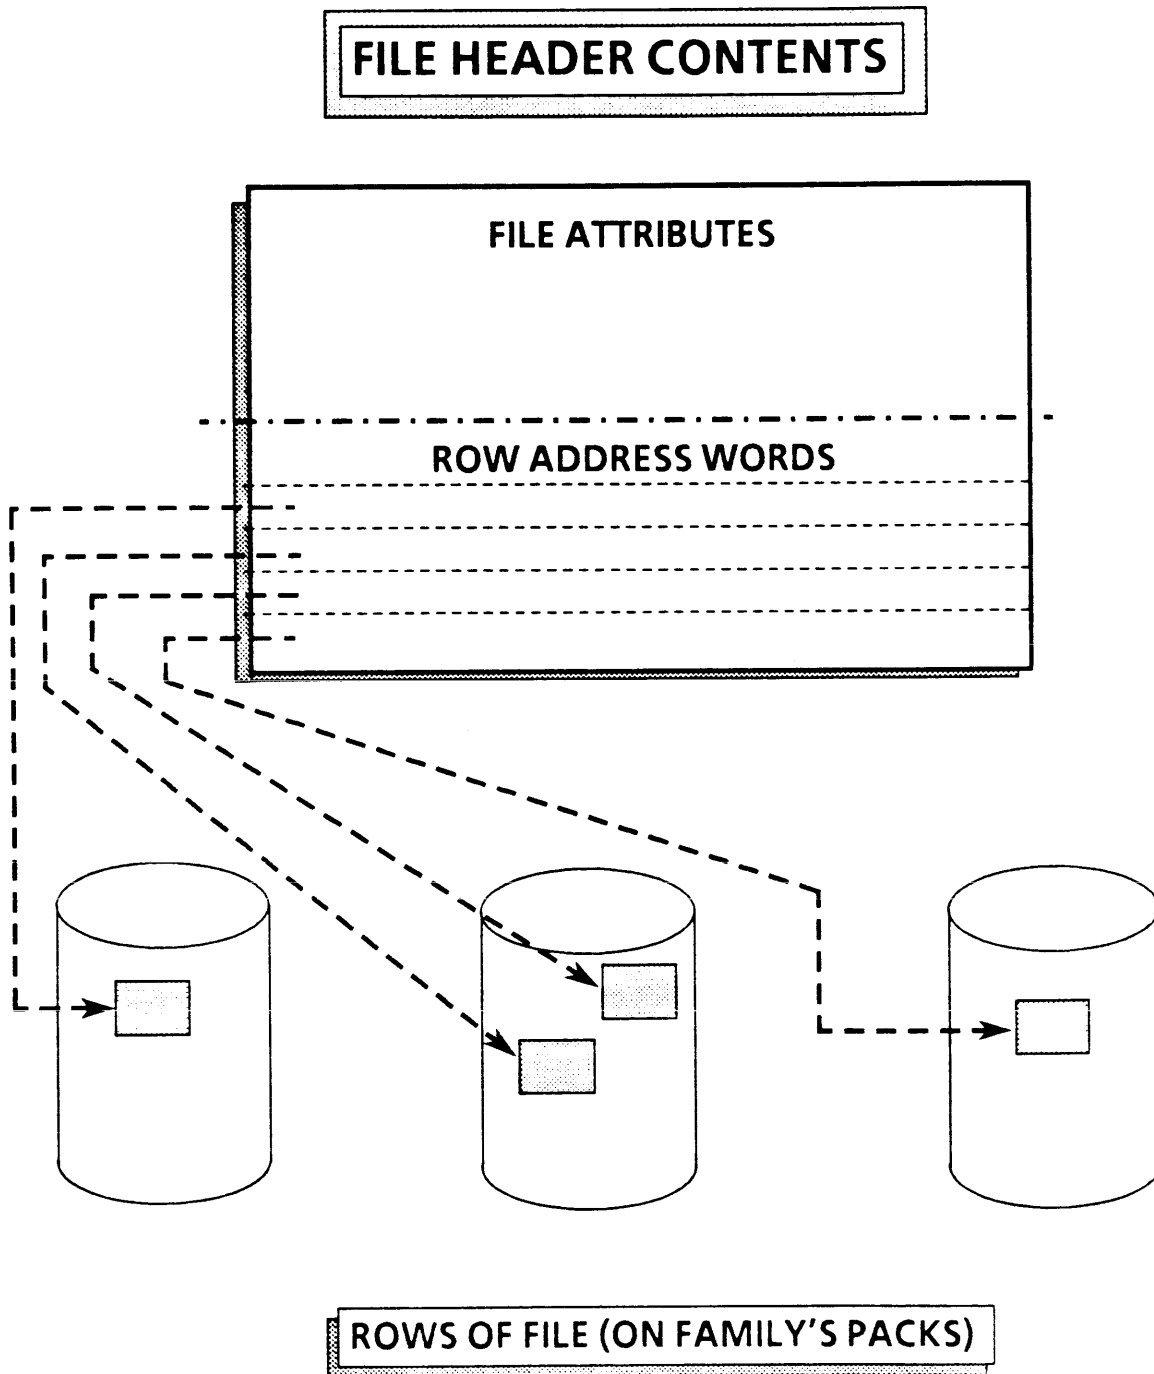 FILE HEADER CONTENTS
FILE ATTRIBUTES
ROW ADDRESS WORDS
ROWS OF FILE (ON FAMILY'S PACKS)